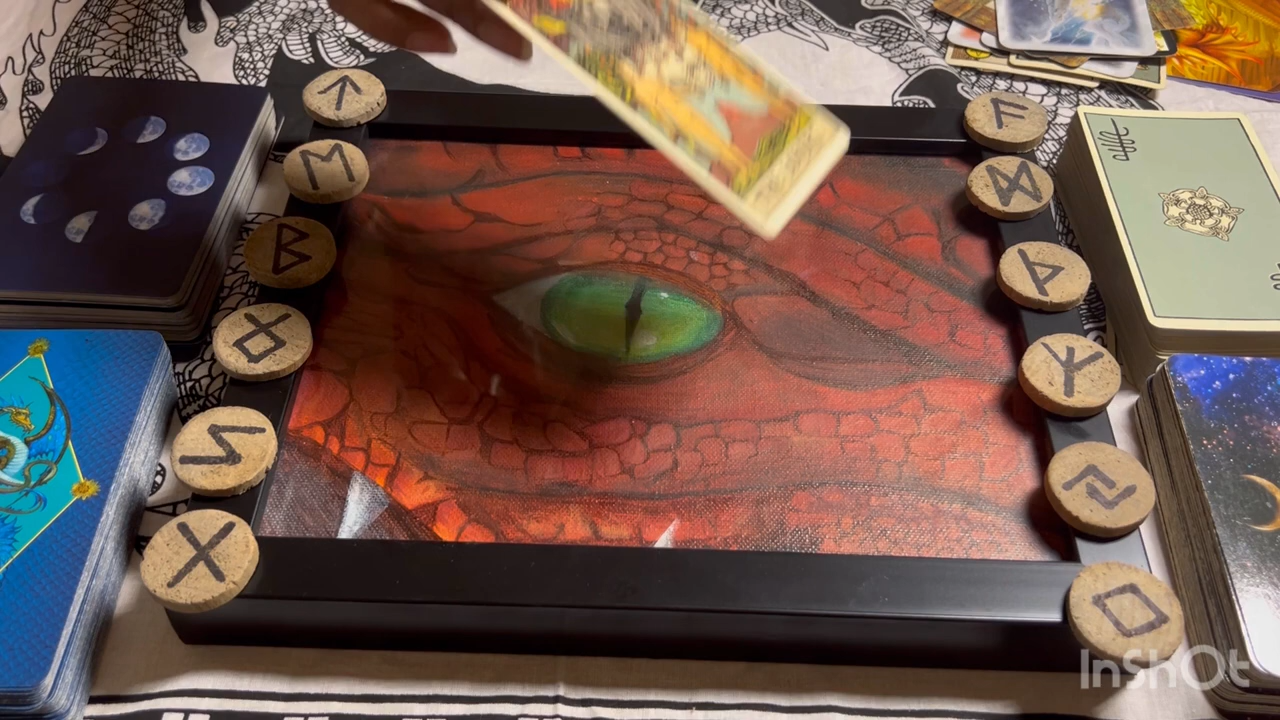 ᛏ
ᛖ
ᛒ
ᛟ
ᛊ
ᚷ
ᚨ
ᛞ
ᚦ
ᛉ
ᛃ
ᛜ
InShOt